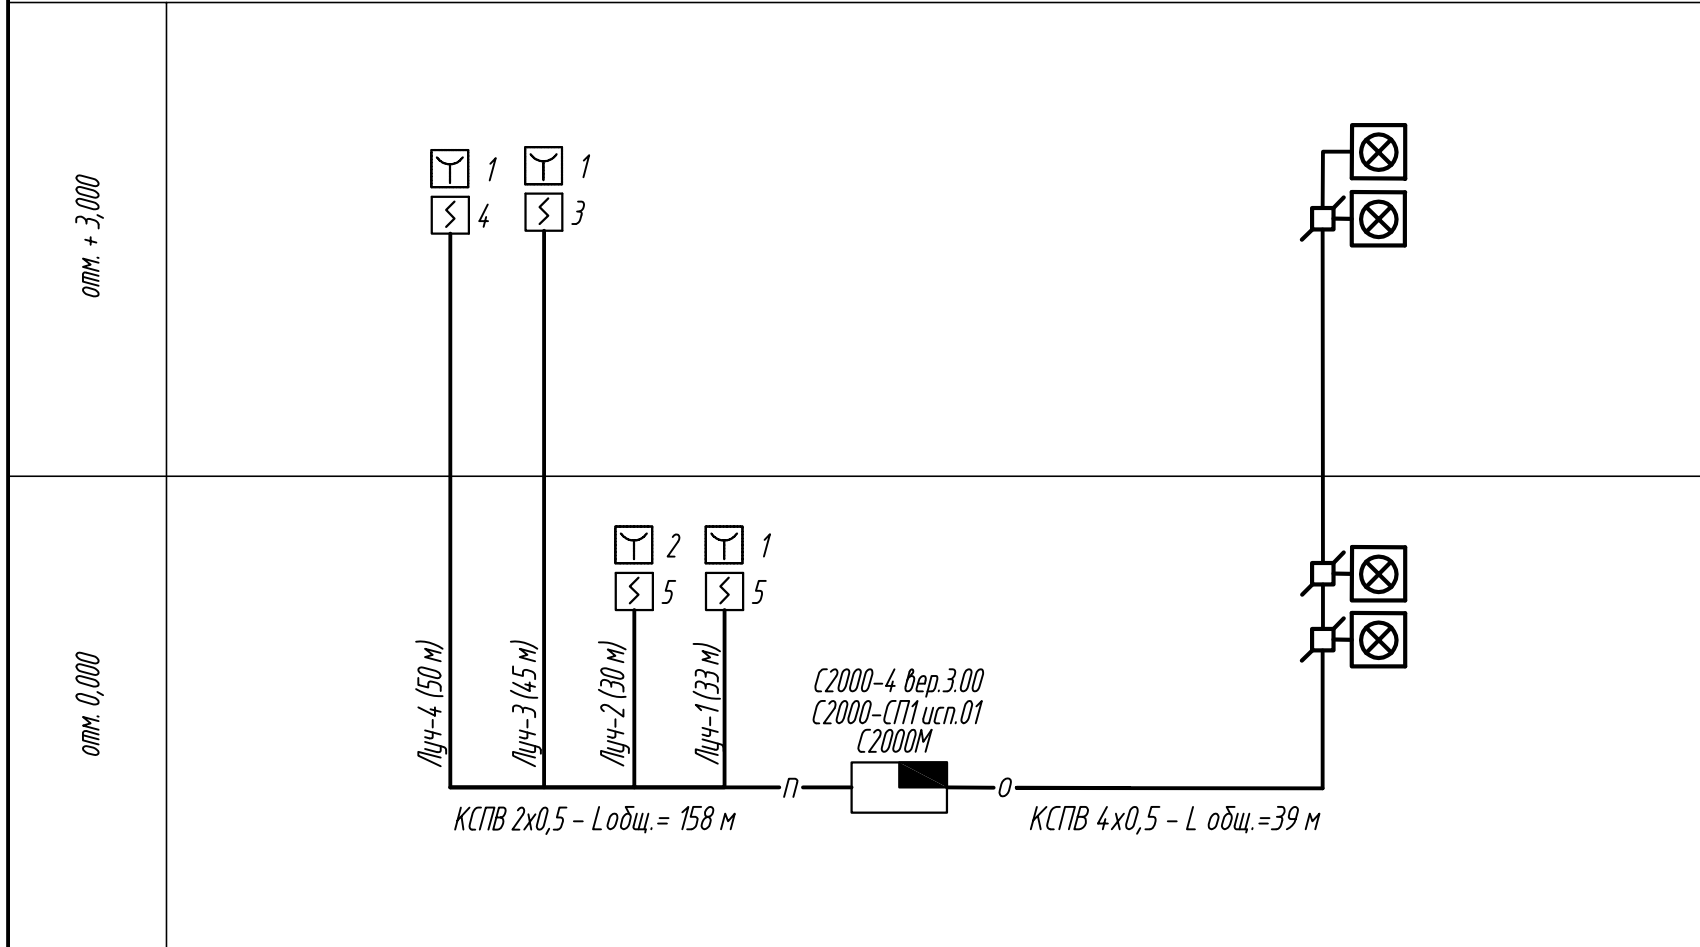 отм. + 3,000
1
1
4
3
отм. 0,000
2
1
5
5
Луч-4 (50 м)
Луч-3 (45 м)
Луч-2 (30 м)
Луч-1 (33 м)
С2000-4 вер.3.00
С2000-СП1 исп.01
С2000М
П
О
КСПВ 2х0,5 - Lобщ.= 158 м
КСПВ 4х0,5 - L общ.=39 м